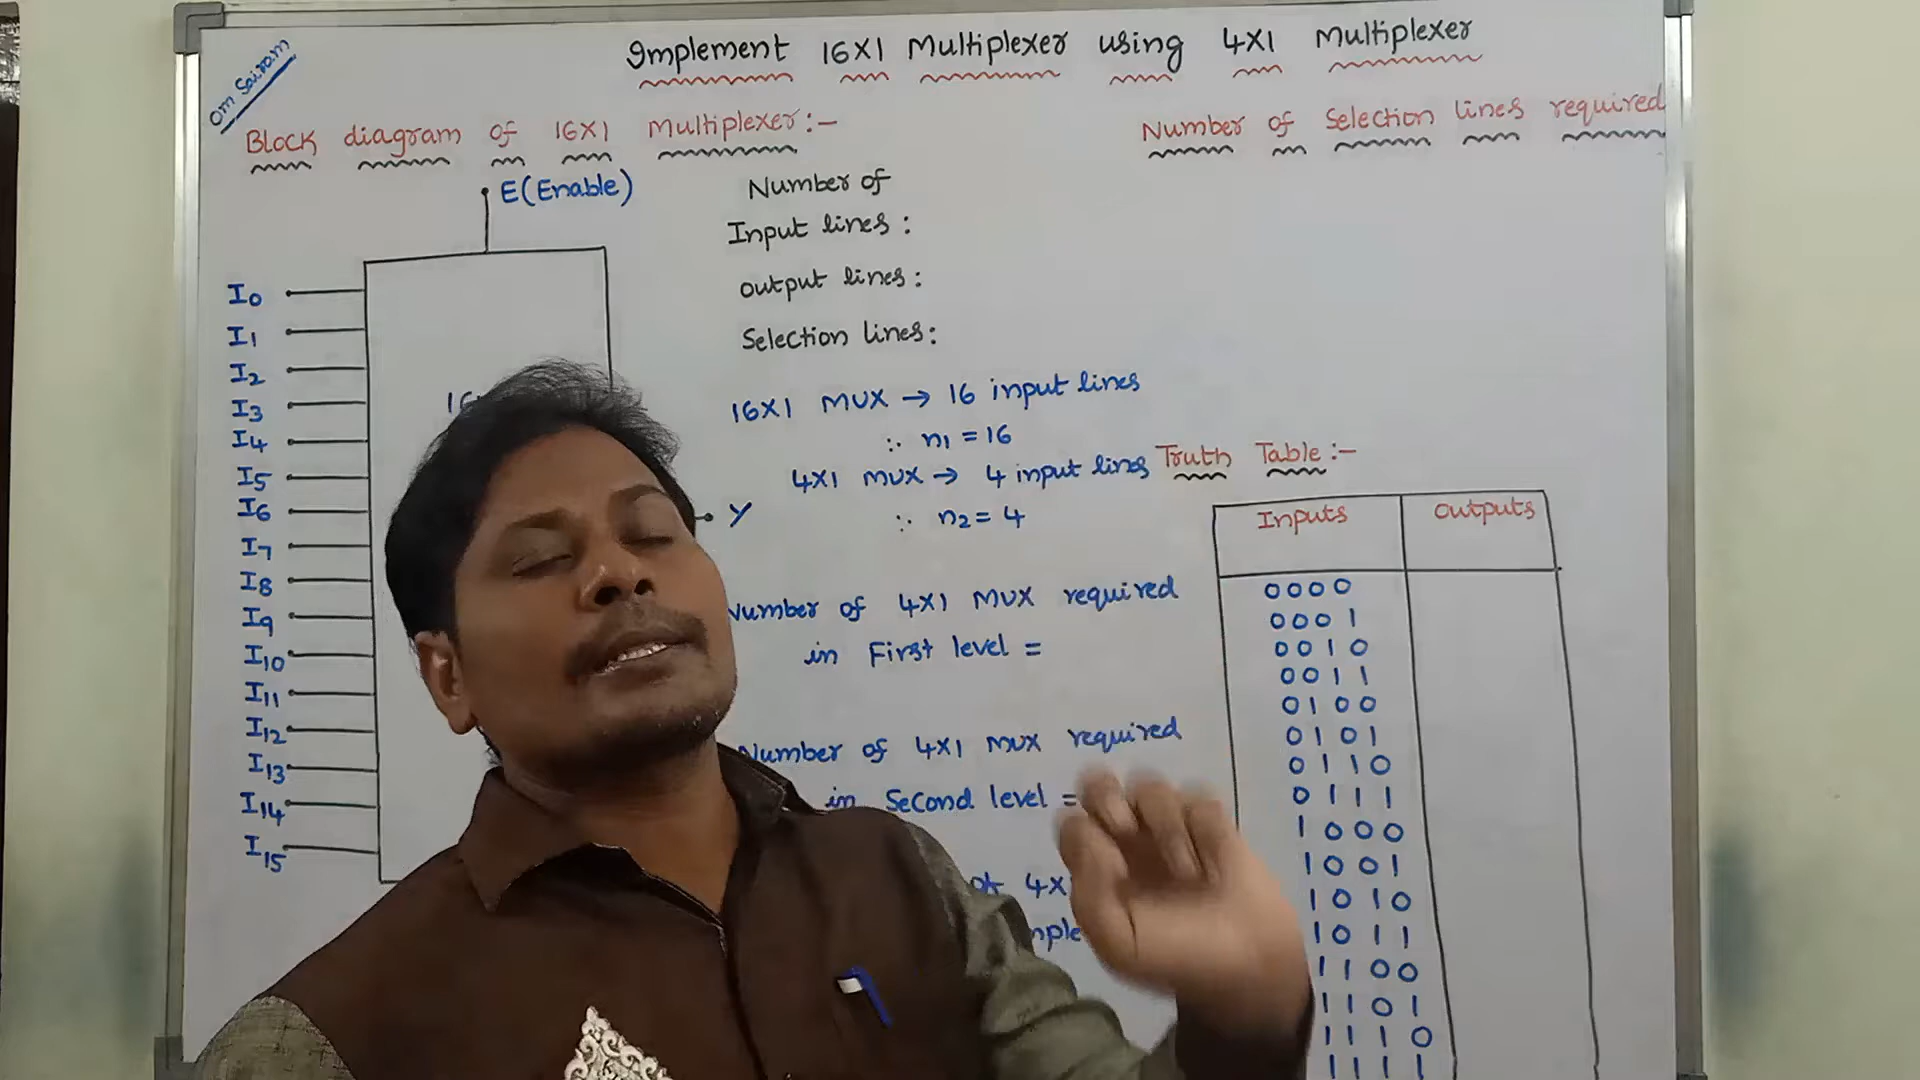 Om Sairam
Implement 16X1 Multiplexer using 4X1 Multiplexer
Block diagram of 16X1 Multiplexer:-
Number of Selection lines required
E(Enable)
I0
I1
I2
I3
I4
I5
I6
I7
I8
I9
I10
I11
I12
I13
I14
I15
Y
Number of
Input lines:
output lines:
Selection lines:
16X1 MUX → 16 input lines
∴ n1 = 16
4X1 MUX → 4 input lines
∴ n2 = 4
Number of 4X1 MUX required
in First level =
Number of 4X1 MUX required
in Second level =
4X
Truth Table:-
Inputs Outputs
0000
0001
0010
0011
0100
0101
0110
0111
1000
1001
1010
1011
1100
1101
1110
1111